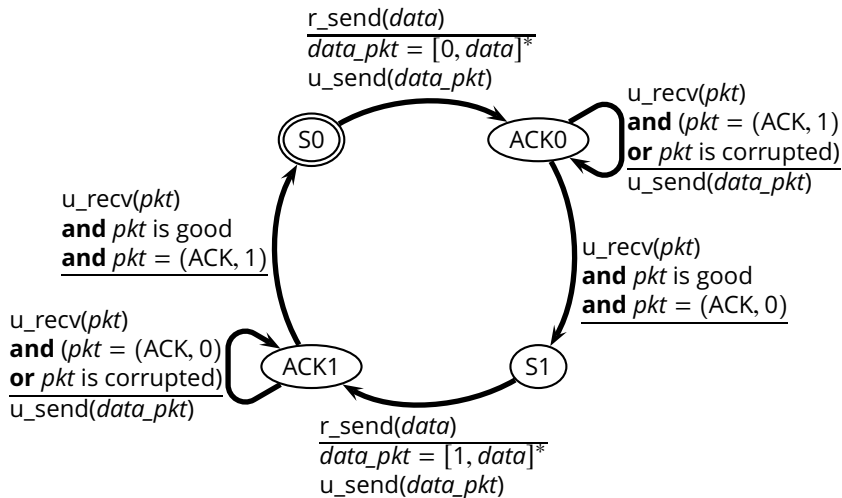 r_send(data)
data_pkt = [0, data]*
u_send(data_pkt)
S0
ACK0
u_recv(pkt)
and (pkt = (ACK, 1)
or pkt is corrupted)
u_send(data_pkt)
u_recv(pkt)
and pkt is good
and pkt = (ACK, 1)
u_recv(pkt)
and pkt is good
and pkt = (ACK, 0)
u_recv(pkt)
and (pkt = (ACK, 0)
or pkt is corrupted)
u_send(data_pkt)
ACK1
S1
r_send(data)
data_pkt = [1, data]*
u_send(data_pkt)